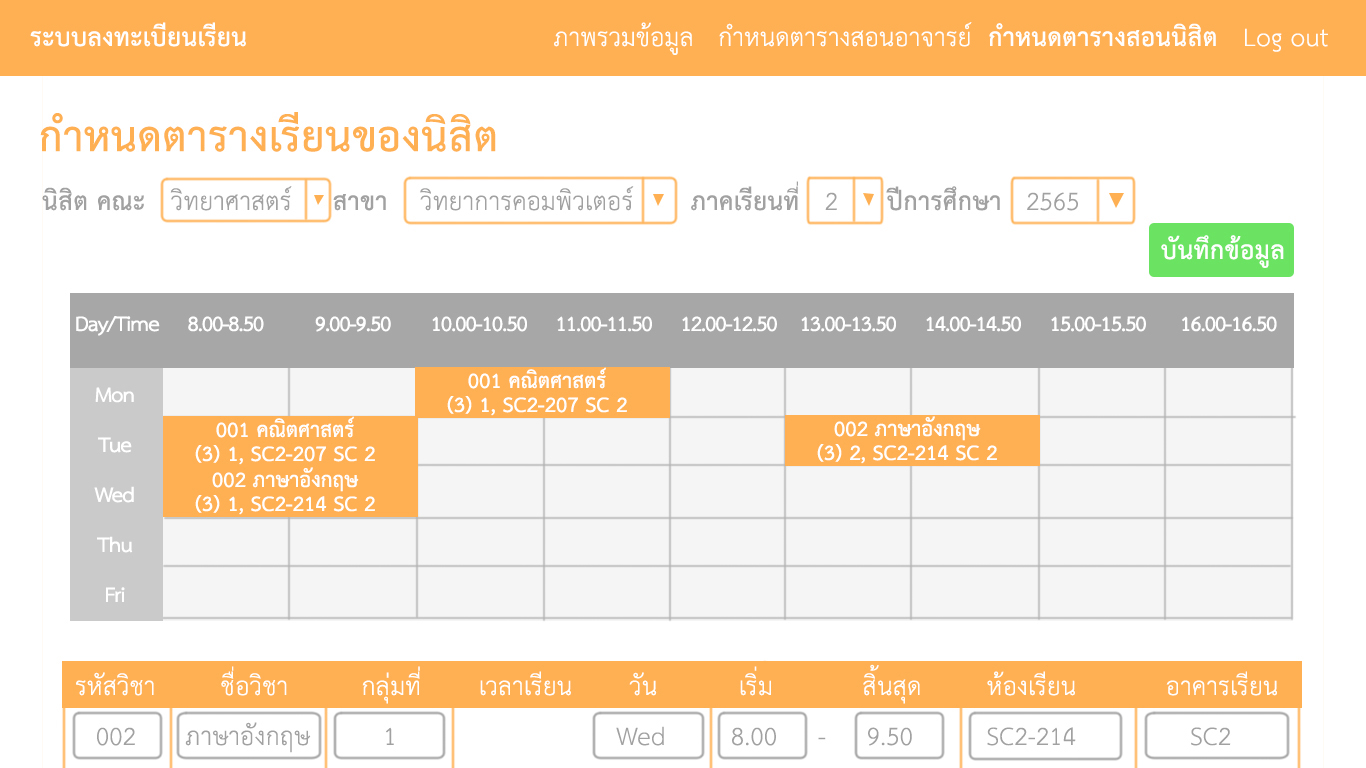 ระบบลงทะเบียนเรียน ภาพรวมข้อมูล กำหนดตารางสอนอาจารย์ กำหนดตารางสอนนิสิต Log out
กำหนดตารางเรียนของนิสิต
นิสิต คณะ วิทยาศาสตร์ สาขา วิทยาการคอมพิวเตอร์ ภาคเรียนที่ 2 ปีการศึกษา 2565
บันทึกข้อมูล
Day/Time 8.00-8.50 9.00-9.50 10.00-10.50 11.00-11.50 12.00-12.50 13.00-13.50 14.00-14.50 15.00-15.50 16.00-16.50
Mon
001 คณิตศาสตร์
(3) 1, SC2-207 SC 2
Tue
001 คณิตศาสตร์
(3) 1, SC2-207 SC 2
002 ภาษาอังกฤษ
(3) 2, SC2-214 SC 2
Wed
002 ภาษาอังกฤษ
(3) 1, SC2-214 SC 2
Thu
Fri
รหัสวิชา ชื่อวิชา กลุ่มที่ เวลาเรียน วัน เริ่ม สิ้นสุด ห้องเรียน อาคารเรียน
002 ภาษาอังกฤษ 1 Wed 8.00 - 9.50 SC2-214 SC2